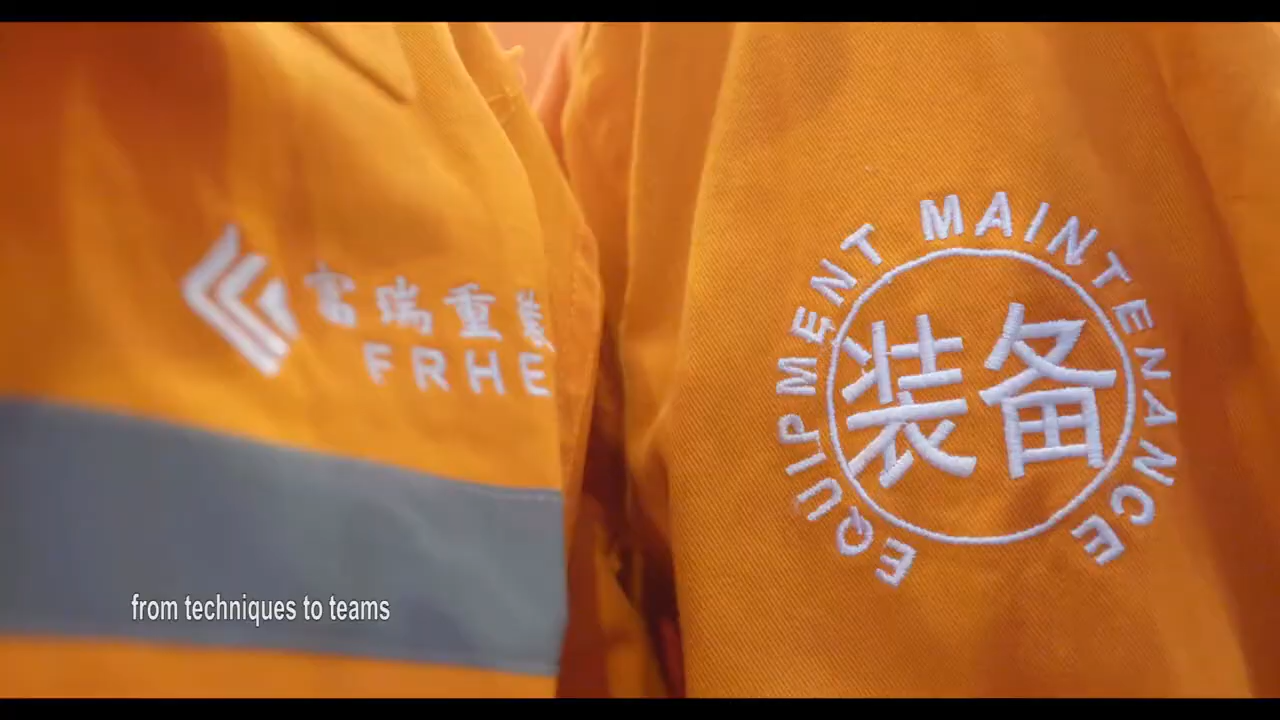 富瑞重装
FRHE
EQUIPMENT MAINTENANCE
装备
from techniques to teams